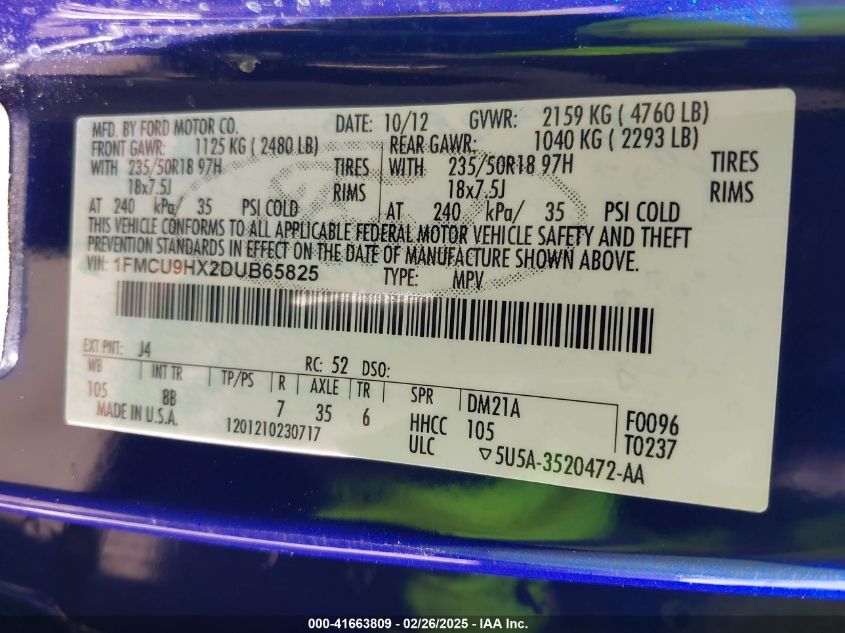 MFD. BY FORD MOTOR CO. DATE: 10/12 GVWR: 2159 KG ( 4760 LB)
FRONT GAWR: 1125 KG ( 2480 LB) REAR GAWR: 1040 KG ( 2293 LB)
WITH 235/50R18 97H TIRES WITH 235/50R18 97H TIRES
18x7.5J RIMS 18x7.5J RIMS
AT 240 kPa/ 35 PSI COLD AT 240 kPa/ 35 PSI COLD
THIS VEHICLE CONFORMS TO ALL APPLICABLE FEDERAL MOTOR VEHICLE SAFETY AND THEFT
PREVENTION STANDARDS IN EFFECT ON THE DATE OF MANUFACTURE SHOWN ABOVE.
VIN: 1FMCU9HX2DUB65825 TYPE: MPV
EXT PNT: J4 RC: 52 DSO:
WB INT TR TP/PS R AXLE TR SPR DM21A
105 8B 7 35 6 HHCC 105 F0096
MADE IN U.S.A. 1201210230717 ULC ▽5U5A-3520472-AA T0237
000-41663809 - 02/26/2025 - IAA Inc.